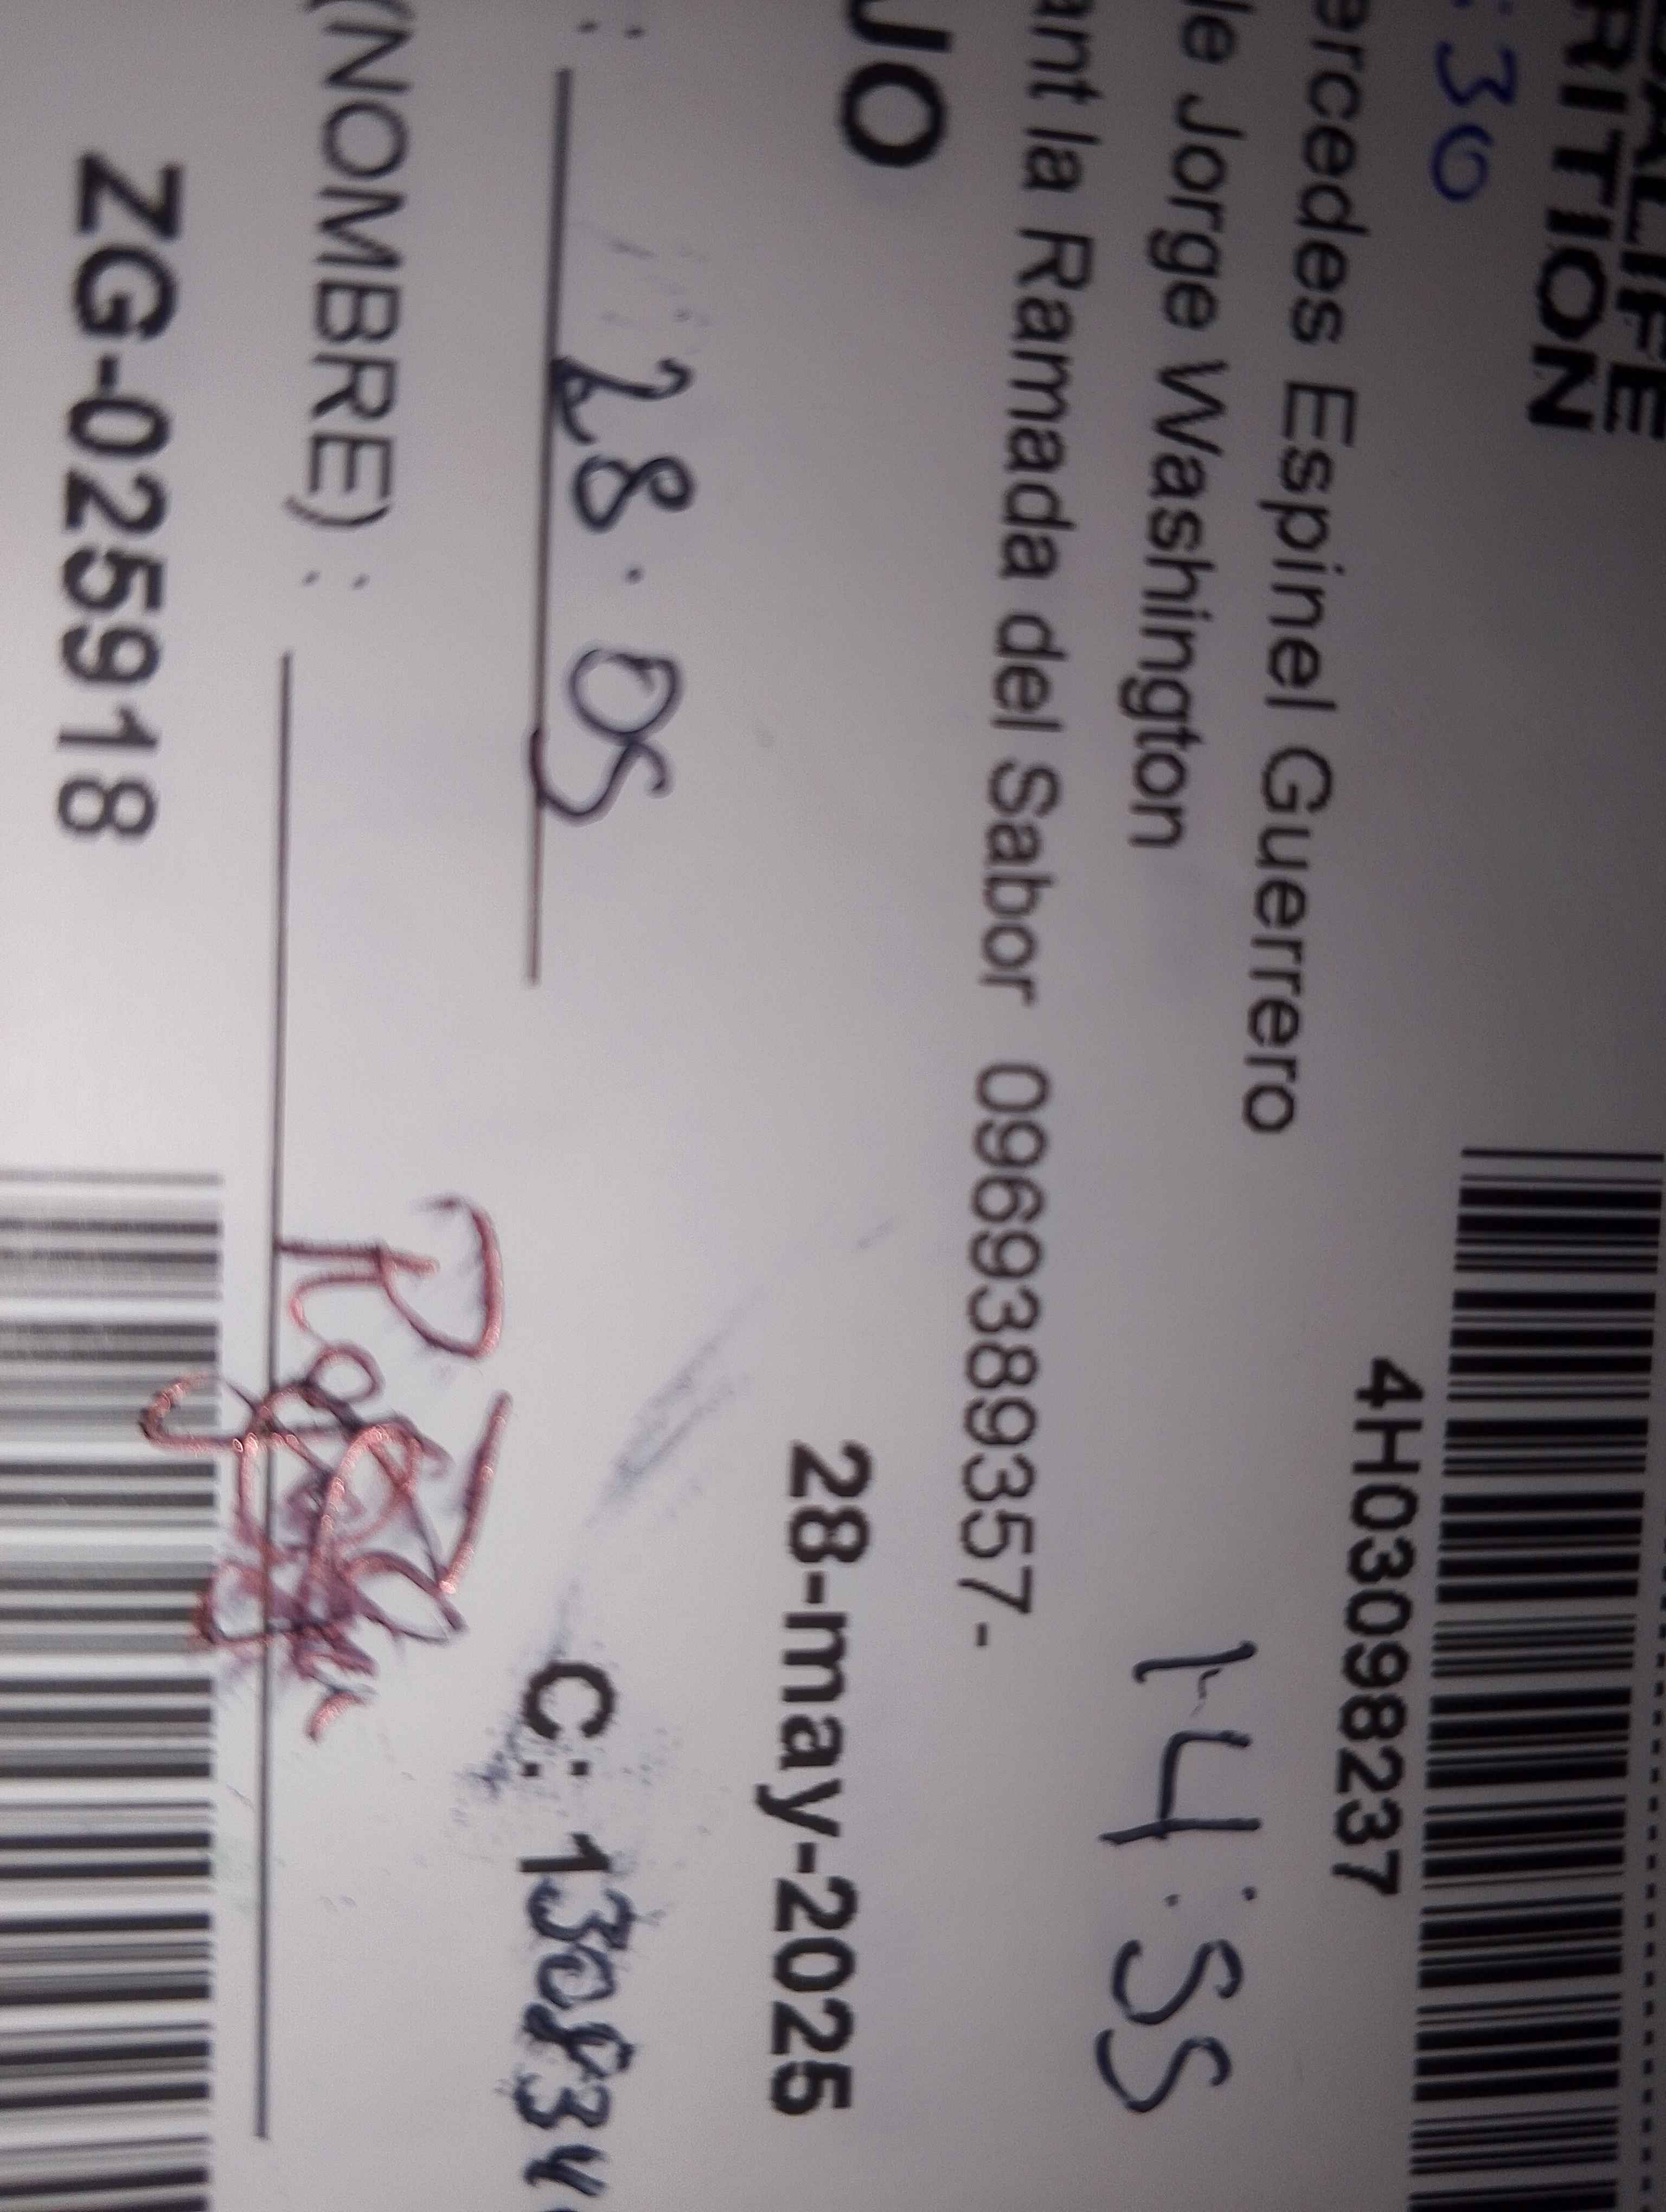 RITION
:30
4H03098237
ercedes Espinel Guerrero
le Jorge Washington
14:55
ant la Ramada del Sabor 0969389357-
JO
28-may-2025
: 28.05
C:
(NOMBRE) :
ZG-025918